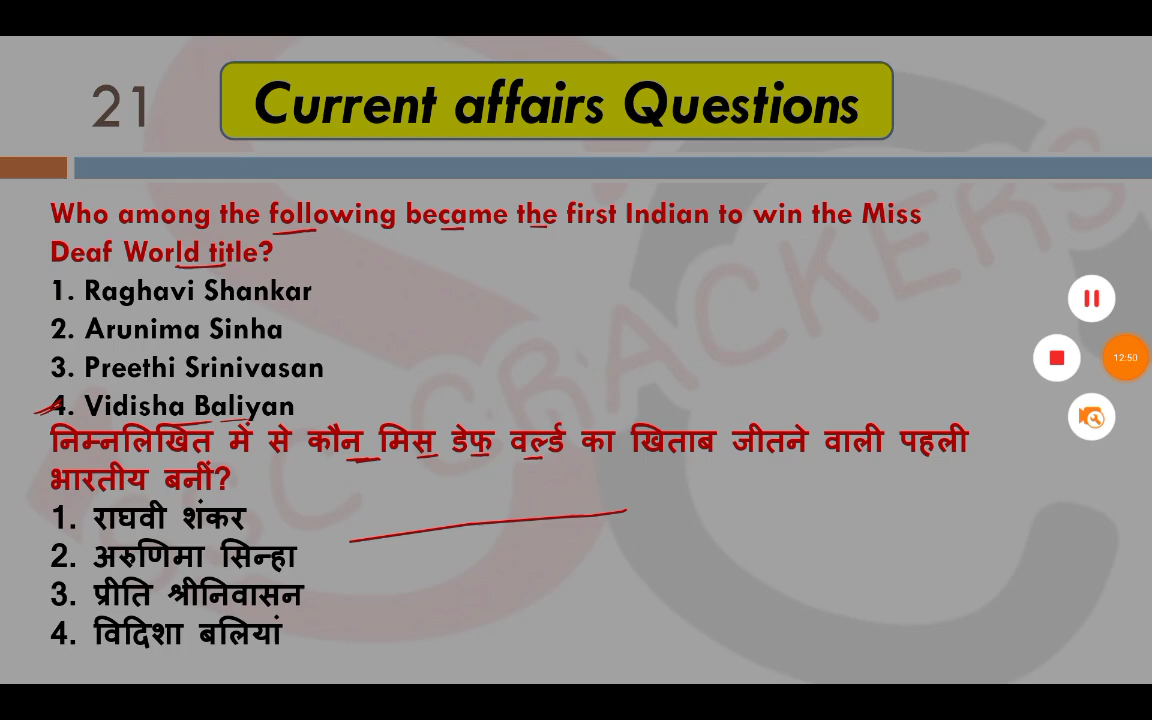 21
Current affairs Questions
Who among the following became the first Indian to win the Miss
Deaf World title?
1. Raghavi Shankar
2. Arunima Sinha
3. Preethi Srinivasan
4. Vidisha Baliyan
निम्नलिखित में से कौन मिस डेफ वर्ल्ड का खिताब जीतने वाली पहली
भारतीय बनीं?
1. राघवी शंकर
2. अरुणिमा सिन्हा
3. प्रीति श्रीनिवासन
4. विदिशा बलियां
12:50
SSC CRACKERS